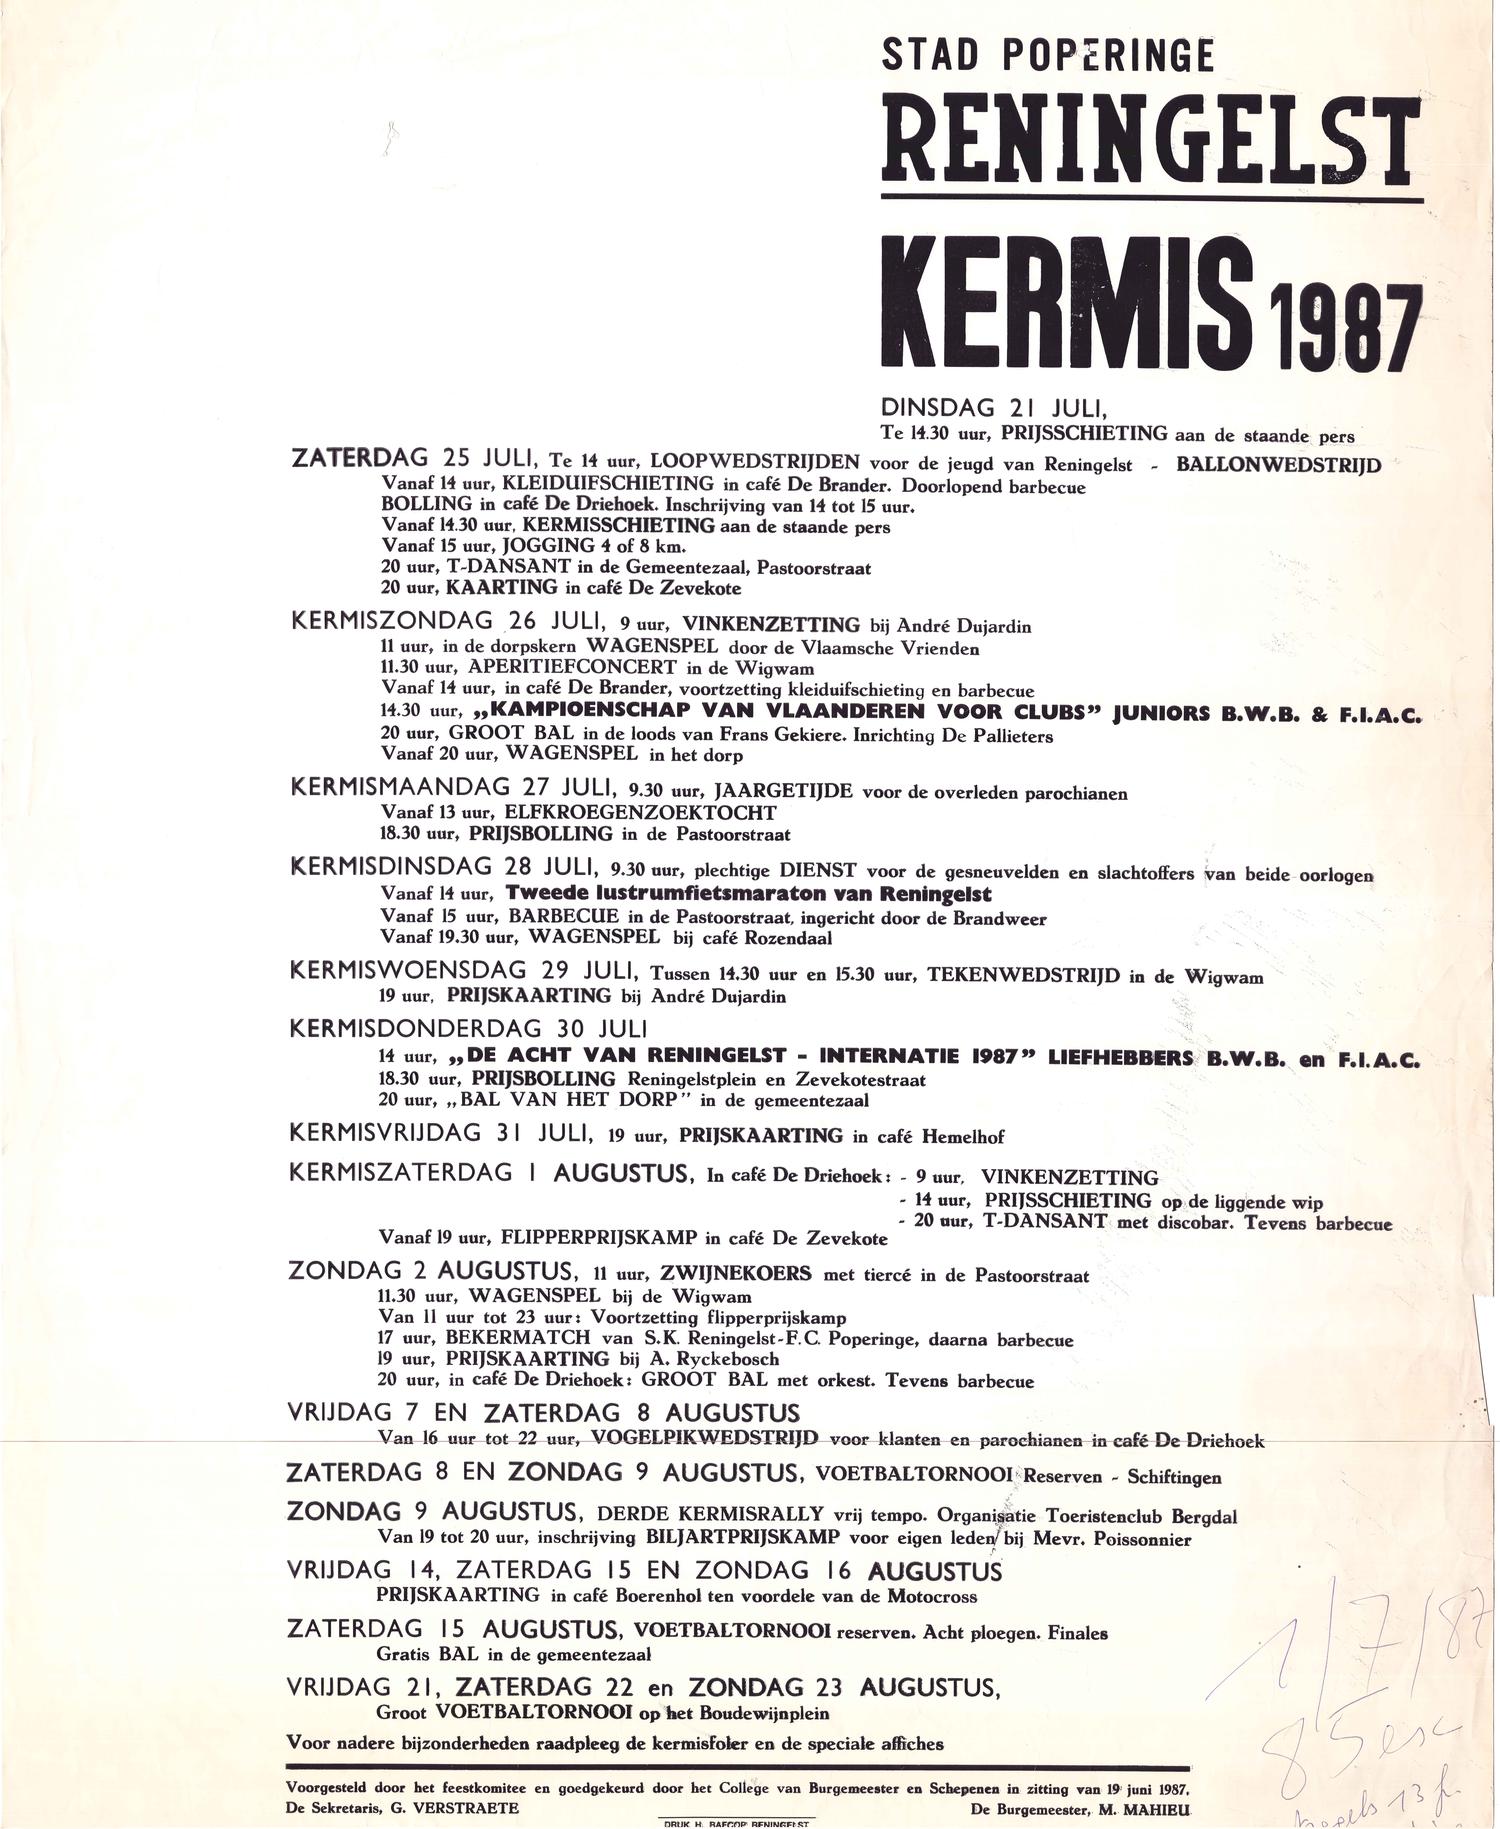 STAD POPERINGE
RENINGELST
KERMIS 1987
DINSDAG 21 JULI,
Te 14.30 uur, PRIJSSCHIETING aan de staande pers
ZATERDAG 25 JULI, Te 14 uur, LOOPWEDSTRIJDEN voor de jeugd van Reningelst - BALLONWEDSTRIJD
Vanaf 14 uur, KLEIDUIFSCHIETING in café De Brander. Doorlopend barbecue
BOLLING in café De Driehoek. Inschrijving van 14 tot 15 uur.
Vanaf 14.30 uur, KERMISSCHIETING aan de staande pers
Vanaf 15 uur, JOGGING 4 of 8 km.
20 uur, T-DANSANT in de Gemeentezaal, Pastoorstraat
20 uur, KAARTING in café De Zevekote
KERMISZONDAG 26 JULI, 9 uur, VINKENZETTING bij André Dujardin
11 uur, in de dorpskern WAGENSPEL door de Vlaamsche Vrienden
11.30 uur, APERITIEFCONCERT in de Wigwam
Vanaf 14 uur, in café De Brander, voortzetting kleiduifschieting en barbecue
14.30 uur, „KAMPIOENSCHAP VAN VLAANDEREN VOOR CLUBS” JUNIORS B.W.B. & F.I.A.C.
20 uur, GROOT BAL in de loods van Frans Gekiere. Inrichting De Pallieters
Vanaf 20 uur, WAGENSPEL in het dorp
KERMISMAANDAG 27 JULI, 9.30 uur, JAARGETIJDE voor de overleden parochianen
Vanaf 13 uur, ELFKROEGENZOEKTOCHT
18.30 uur, PRIJSBOLLING in de Pastoorstraat
KERMISDINSDAG 28 JULI, 9.30 uur, plechtige DIENST voor de gesneuvelden en slachtoffers van beide oorlogen
Vanaf 14 uur, Tweede lustrumfietsmaraton van Reningelst
Vanaf 15 uur, BARBECUE in de Pastoorstraat, ingericht door de Brandweer
Vanaf 19.30 uur, WAGENSPEL bij café Rozendaal
KERMISWOENSDAG 29 JULI, Tussen 14.30 uur en 15.30 uur, TEKENWEDSTRIJD in de Wigwam
19 uur, PRIJSKAARTING bij André Dujardin
KERMISDONDERDAG 30 JULI
14 uur, „DE ACHT VAN RENINGELST - INTERNATIE 1987” LIEFHEBBERS B.W.B. en F.I.A.C.
18.30 uur, PRIJSBOLLING Reningelstplein en Zevekotestraat
20 uur, „BAL VAN HET DORP” in de gemeentezaal
KERMISVRIJDAG 31 JULI, 19 uur, PRIJSKAARTING in café Hemelhof
KERMISZATERDAG 1 AUGUSTUS, In café De Driehoek: - 9 uur, VINKENZETTING
- 14 uur, PRIJSSCHIETING op de liggende wip
- 20 uur, T-DANSANT met discobar. Tevens barbecue
Vanaf 19 uur, FLIPPERPRIJSKAMP in café De Zevekote
ZONDAG 2 AUGUSTUS, 11 uur, ZWIJNEKOERS met tiercé in de Pastoorstraat
11.30 uur, WAGENSPEL bij de Wigwam
Van 11 uur tot 23 uur: Voortzetting flipperprijskamp
17 uur, BEKERMATCH van S.K. Reningelst-F.C. Poperinge, daarna barbecue
19 uur, PRIJSKAARTING bij A. Ryckebosch
20 uur, in café De Driehoek: GROOT BAL met orkest. Tevens barbecue
VRIJDAG 7 EN ZATERDAG 8 AUGUSTUS
Van 16 uur tot 22 uur, VOGELPIKWEDSTRIJD voor klanten en parochianen in café De Driehoek
ZATERDAG 8 EN ZONDAG 9 AUGUSTUS, VOETBALTORNOOI Reserven - Schiftingen
ZONDAG 9 AUGUSTUS, DERDE KERMISRALLY vrij tempo. Organisatie Toeristenclub Bergdal
Van 19 tot 20 uur, inschrijving BILJARTPRIJSKAMP voor eigen leden bij Mevr. Poissonnier
VRIJDAG 14, ZATERDAG 15 EN ZONDAG 16 AUGUSTUS
PRIJSKAARTING in café Boerenhol ten voordele van de Motocross
ZATERDAG 15 AUGUSTUS, VOETBALTORNOOI reserven. Acht ploegen. Finales
Gratis BAL in de gemeentezaal
VRIJDAG 21, ZATERDAG 22 en ZONDAG 23 AUGUSTUS,
Groot VOETBALTORNOOI op het Boudewijnplein
Voor nadere bijzonderheden raadpleeg de kermisfoler en de speciale affiches
Voorgesteld door het feestkomitee en goedgekeurd door het College van Burgemeester en Schepenen in zitting van 19 juni 1987.
De Sekretaris, G. VERSTRAETE De Burgemeester, M. MAHIEU
DRUK H. BAECOP RENINGELST
1/7/87
85 esc
13 fr.